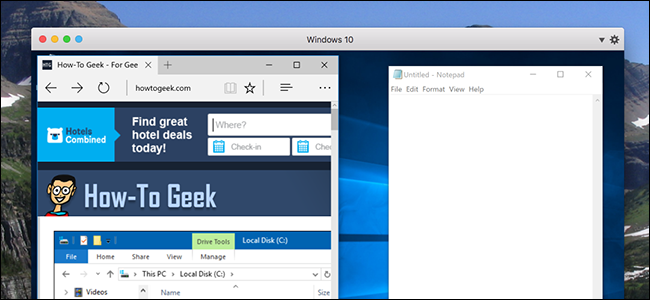 Windows 10
HTG
How-To Geek - For Gee
howtogeek.com
Hotels
Combined
Find great
hotel deals
today!
Where?
Check-in
Check
How-To Geek
Drive Tools
Local Disk (C:)
File
Home
Share
View
Manage
This PC > Local Disk (C:) >
Videos
Name
Size
Untitled - Notepad
File Edit Format View Help